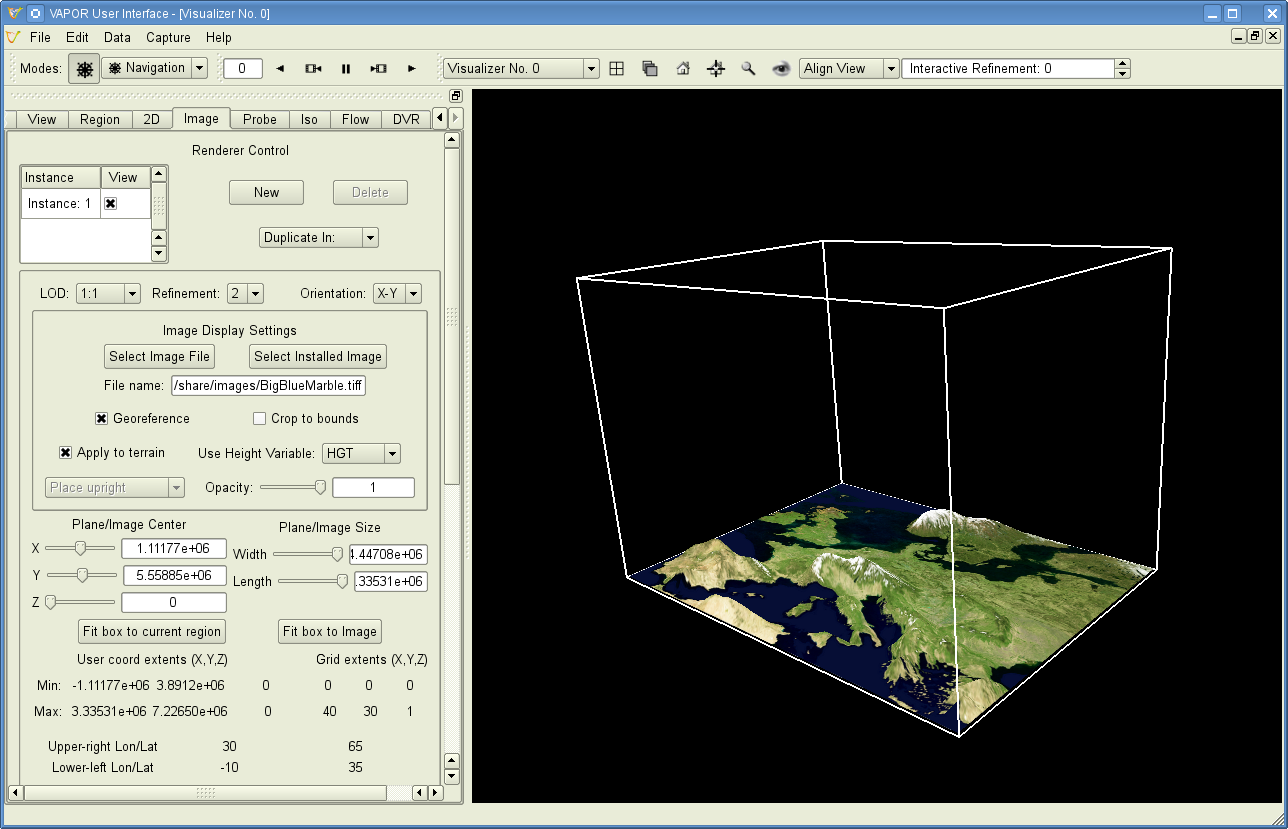 VAPOR User Interface - [Visualizer No. 0]
File Edit Data Capture Help
Modes: Navigation 0 Visualizer No. 0 Align View Interactive Refinement: 0
View Region 2D Image Probe Iso Flow DVR
Renderer Control
Instance View
New Delete
Instance: 1
Duplicate In:
LOD: 1:1 Refinement: 2 Orientation: X-Y
Image Display Settings
Select Image File Select Installed Image
File name: /share/images/BigBlueMarble.tiff
Georeference Crop to bounds
Apply to terrain Use Height Variable: HGT
Place upright Opacity: 1
Plane/Image Center Plane/Image Size
X 1.11177e+06 Width 4.44708e+06
Y 5.55885e+06 Length .33531e+06
Z 0
Fit box to current region Fit box to Image
User coord extents (X,Y,Z) Grid extents (X,Y,Z)
Min: -1.11177e+06 3.8912e+06 0 0 0 0
Max: 3.33531e+06 7.22650e+06 0 40 30 1
Upper-right Lon/Lat 30 65
Lower-left Lon/Lat -10 35